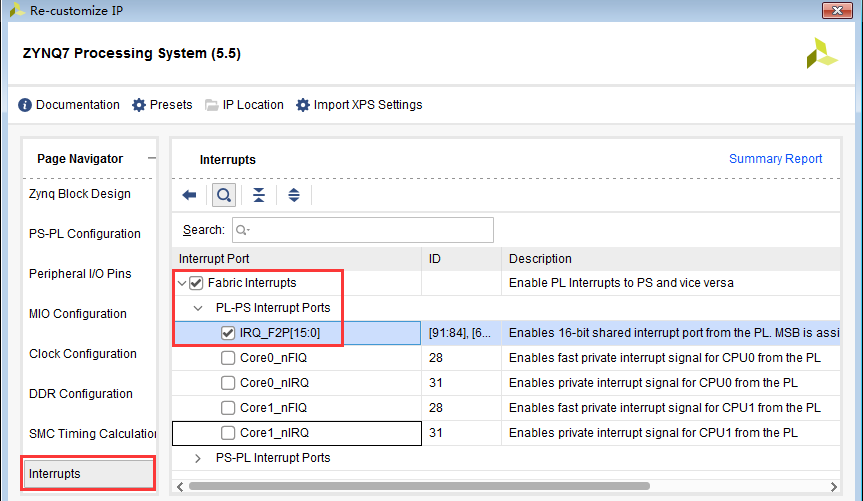 Re-customize IP
ZYNQ7 Processing System (5.5)
Documentation Presets IP Location Import XPS Settings
Page Navigator
Zynq Block Design
PS-PL Configuration
Peripheral I/O Pins
MIO Configuration
Clock Configuration
DDR Configuration
SMC Timing Calculation
Interrupts
Interrupts Summary Report
Search:
Interrupt Port ID Description
Fabric Interrupts Enable PL Interrupts to PS and vice versa
PL-PS Interrupt Ports
IRQ_F2P[15:0] [91:84], [6... Enables 16-bit shared interrupt port from the PL. MSB is assi
Core0_nFIQ 28 Enables fast private interrupt signal for CPU0 from the PL
Core0_nIRQ 31 Enables private interrupt signal for CPU0 from the PL
Core1_nFIQ 28 Enables fast private interrupt signal for CPU1 from the PL
Core1_nIRQ 31 Enables private interrupt signal for CPU1 from the PL
PS-PL Interrupt Ports